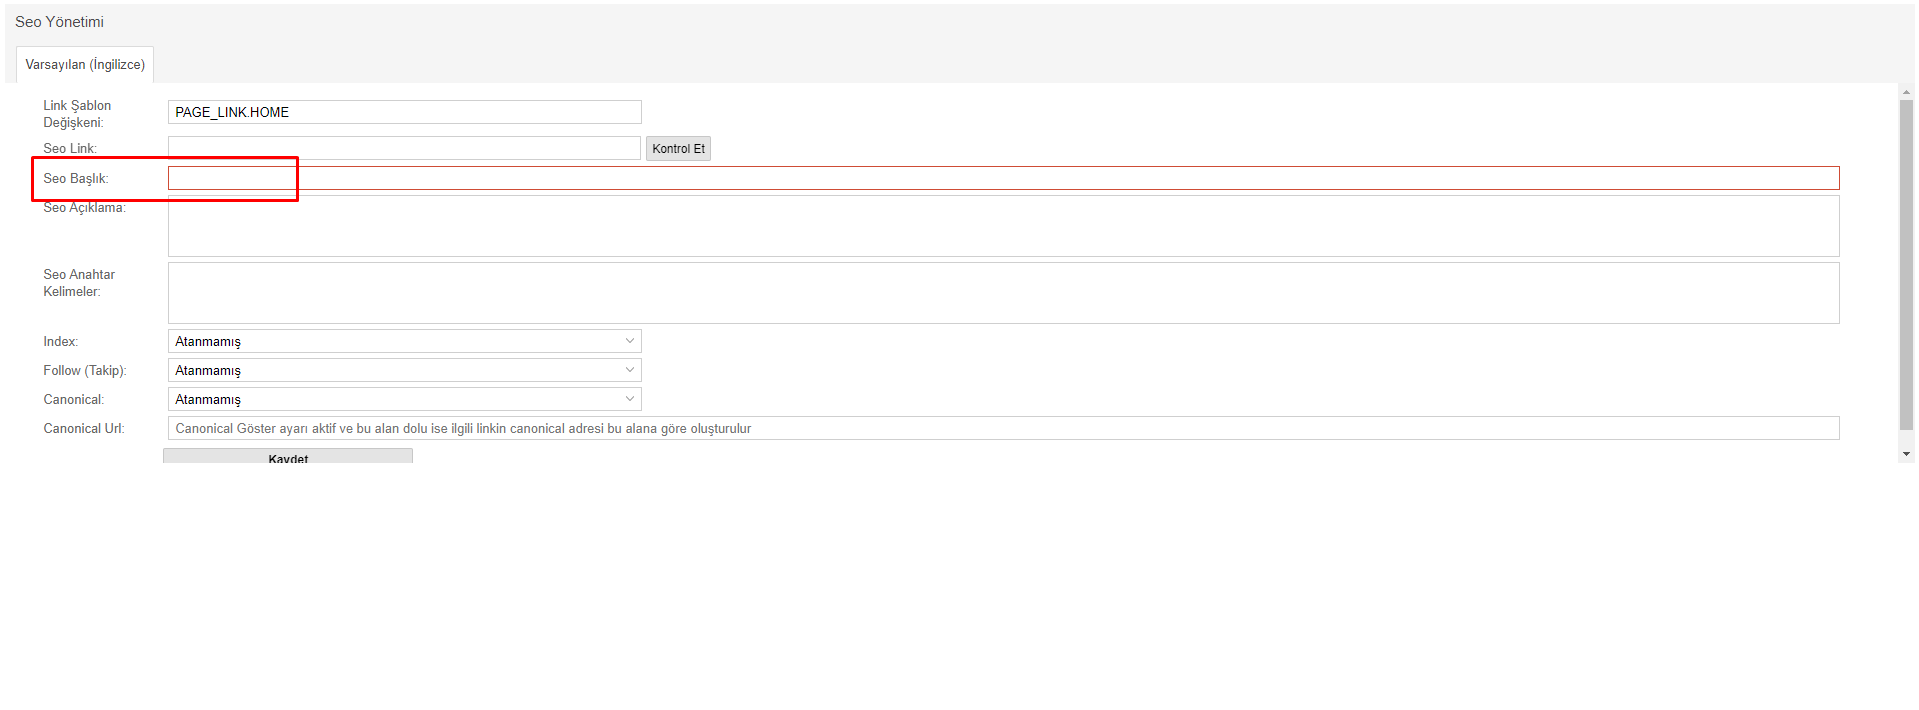 Seo Yönetimi
Varsayılan (İngilizce)
Link Şablon
Değişkeni:
PAGE_LINK.HOME
Seo Link:
Kontrol Et
Seo Başlık:
Seo Açıklama:
Seo Anahtar
Kelimeler:
Index:
Atanmamış
Follow (Takip):
Atanmamış
Canonical:
Atanmamış
Canonical Url:
Canonical Göster ayarı aktif ve bu alan dolu ise ilgili linkin canonical adresi bu alana göre oluşturulur
Kaydet